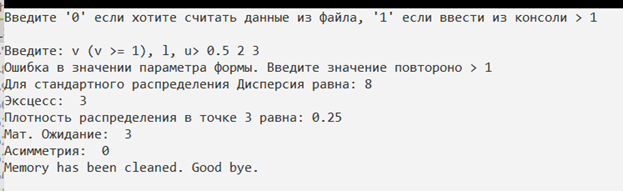 Введите '0' если хотите считать данные из файла, '1' если ввести из консоли > 1
Введите: v (v >= 1), l, u> 0.5 2 3
Ошибка в значении параметра формы. Введите значение повтороно > 1
Для стандартного распределения Дисперсия равна: 8
Эксцесс:  3
Плотность распределения в точке 3 равна: 0.25
Мат. Ожидание:  3
Асимметрия:  0
Memory has been cleaned. Good bye.